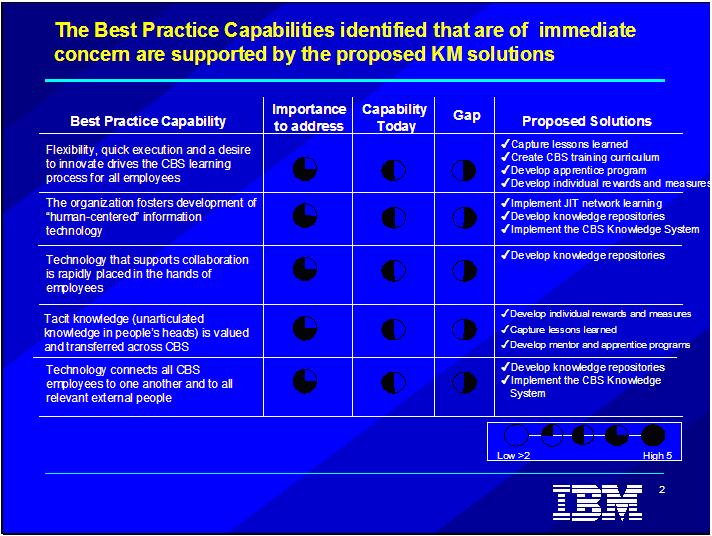 The Best Practice Capabilities identified that are of immediate
concern are supported by the proposed KM solutions
Best Practice Capability
Importance
to address
Capability
Today
Gap
Proposed Solutions
Flexibility, quick execution and a desire
to innovate drives the CBS learning
process for all employees
✓Capture lessons learned
✓Create CBS training curriculum
✓Develop apprentice program
✓Develop individual rewards and measures
The organization fosters development of
“human-centered” information
technology
✓Implement JIT network learning
✓Develop knowledge repositories
✓Implement the CBS Knowledge System
Technology that supports collaboration
is rapidly placed in the hands of
employees
✓Develop knowledge repositories
Tacit knowledge (unarticulated
knowledge in people's heads) is valued
and transferred across CBS
✓Develop individual rewards and measures
✓Capture lessons learned
✓Develop mentor and apprentice programs
Technology connects all CBS
employees to one another and to all
relevant external people
✓Develop knowledge repositories
✓Implement the CBS Knowledge
System
Low >2
High 5
2
IBM